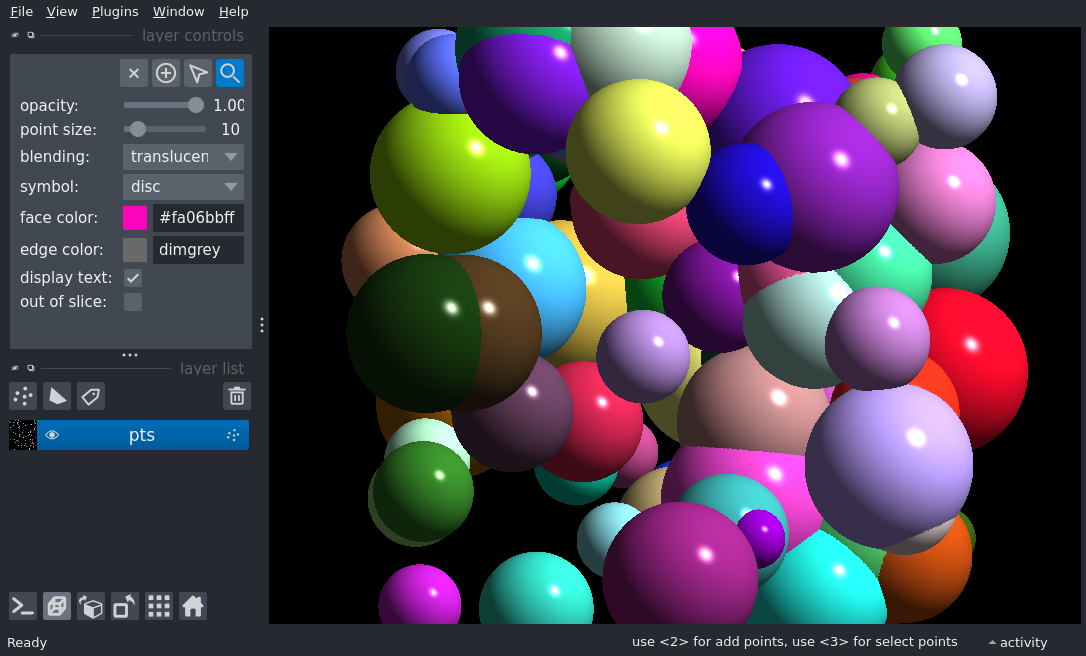 File View Plugins Window Help
layer controls
opacity: 1.00
point size: 10
blending: translucen
symbol: disc
face color: #fa06bbff
edge color: dimgrey
display text:
out of slice:
layer list
pts
Ready
use <2> for add points, use <3> for select points
activity